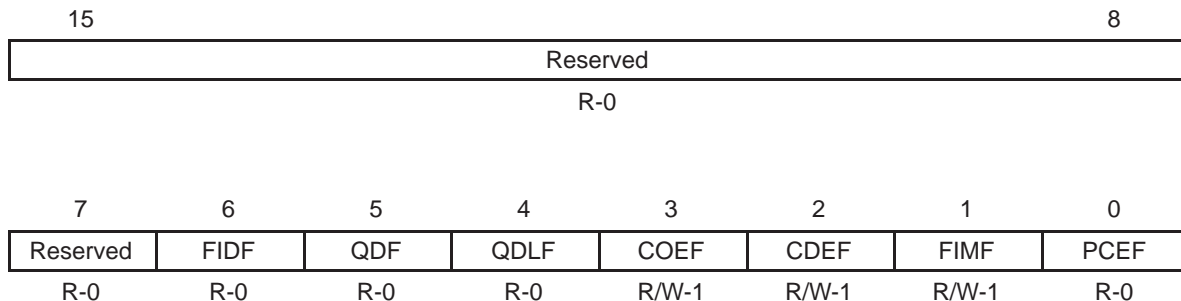 15 8
Reserved
R-0
7 6 5 4 3 2 1 0
Reserved FIDF QDF QDLF COEF CDEF FIMF PCEF
R-0 R-0 R-0 R-0 R/W-1 R/W-1 R/W-1 R-0